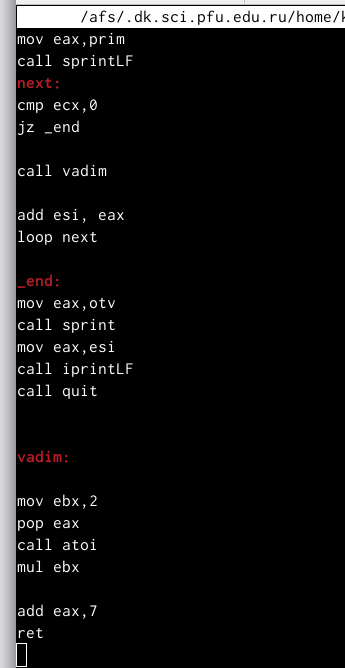 /afs/.dk.sci.pfu.edu.ru/home/k
mov eax,prim
call sprintLF
next:
cmp ecx,0
jz _end
call vadim
add esi, eax
loop next
_end:
mov eax,otv
call sprint
mov eax,esi
call iprintLF
call quit
vadim:
mov ebx,2
pop eax
call atoi
mul ebx
add eax,7
ret